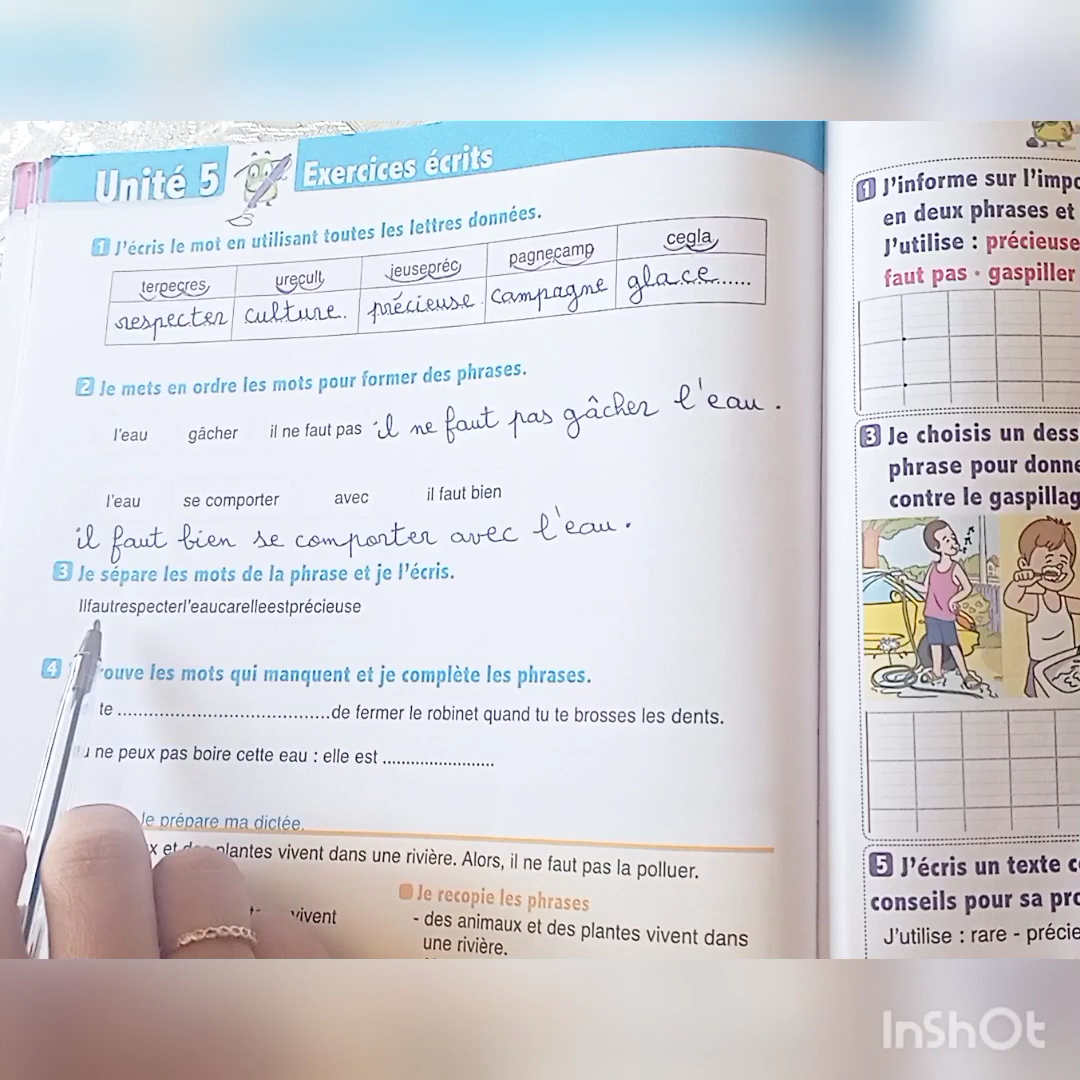 Unité 5
Exercices écrits
1 J'écris le mot en utilisant toutes les lettres données.
terpecres urecult jeusepréc pagnecamp cegla
respecter culture. précieuse. campagne glace......
2 Je mets en ordre les mots pour former des phrases.
l'eau gâcher il ne faut pas il ne faut pas gâcher l'eau.
l'eau se comporter avec il faut bien
il faut bien se comporter avec l'eau.
3 Je sépare les mots de la phrase et je l'écris.
Ilfautrespecterl'eaucarelleestprécieuse
4 ouve les mots qui manquent et je complète les phrases.
te ........................................de fermer le robinet quand tu te brosses les dents.
ne peux pas boire cette eau : elle est ........................
Je prépare ma dictée.
x et plantes vivent dans une rivière. Alors, il ne faut pas la polluer.
vivent
Je recopie les phrases
- des animaux et des plantes vivent dans
une rivière.
1 J'informe sur l'impo
en deux phrases et
J'utilise : précieuse
faut pas • gaspiller
3 Je choisis un dess
phrase pour donne
contre le gaspillag
5 J'écris un texte c
conseils pour sa pro
J'utilise : rare - précie
InShOt